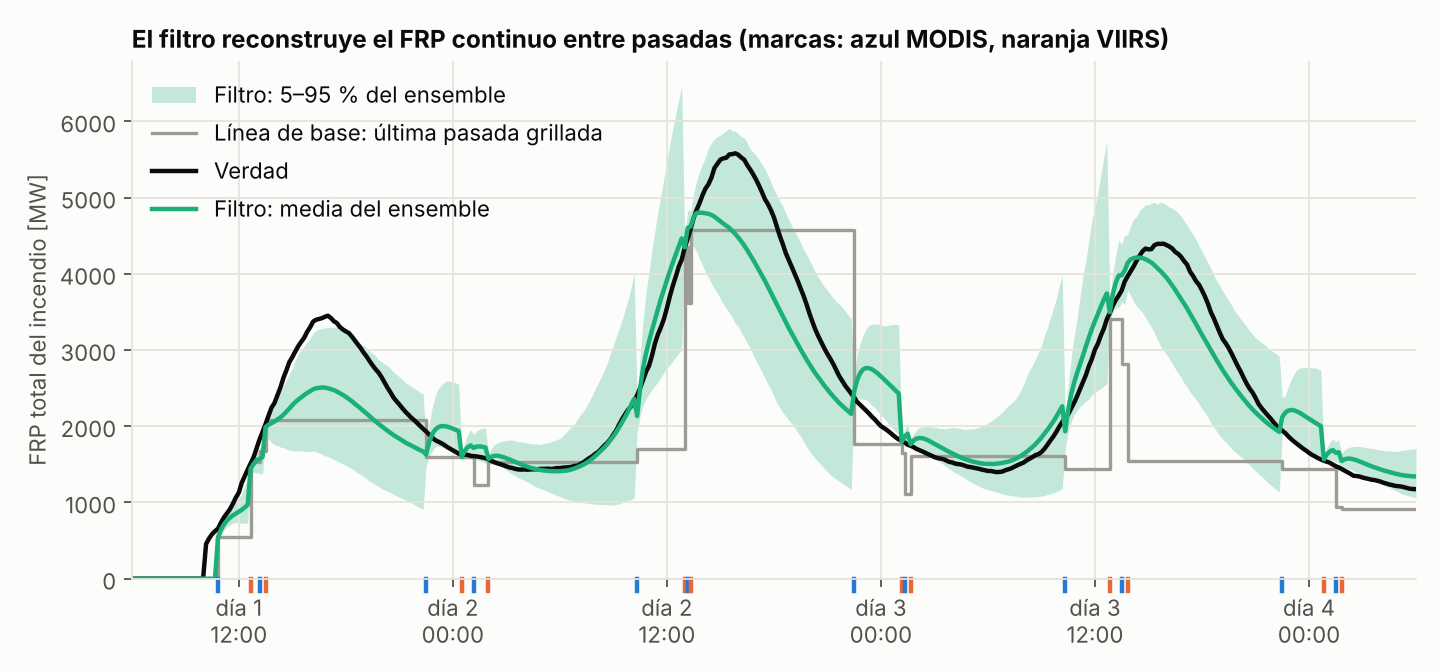 El filtro reconstruye el FRP continuo entre pasadas (marcas: azul MODIS, naranja VIIRS)
Filtro: 5–95 % del ensemble
Línea de base: última pasada grillada
Verdad
Filtro: media del ensemble
FRP total del incendio [MW]
6000
5000
4000
3000
2000
1000
0
día 1 día 2 día 2 día 3 día 3 día 4
12:00 00:00 12:00 00:00 12:00 00:00